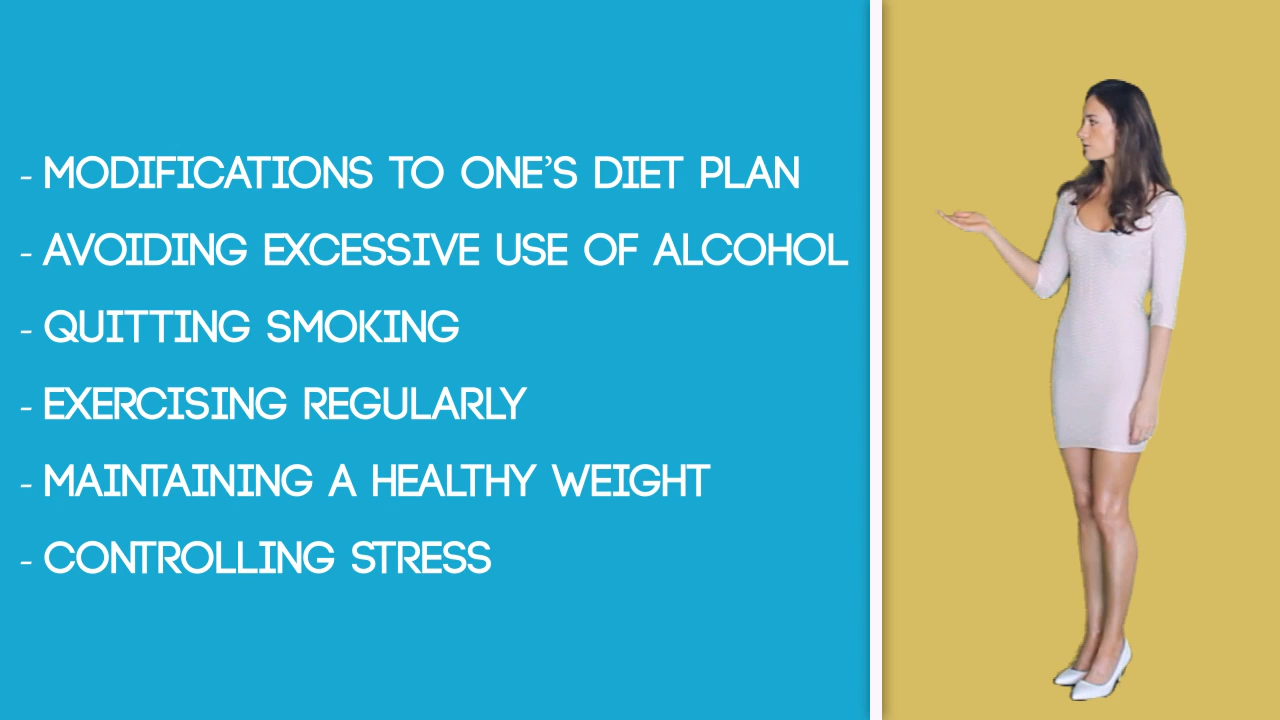 - MODIFICATIONS TO ONE'S DIET PLAN
- AVOIDING EXCESSIVE USE OF ALCOHOL
- QUITTING SMOKING
- EXERCISING REGULARLY
- MAINTAINING A HEALTHY WEIGHT
- CONTROLLING STRESS